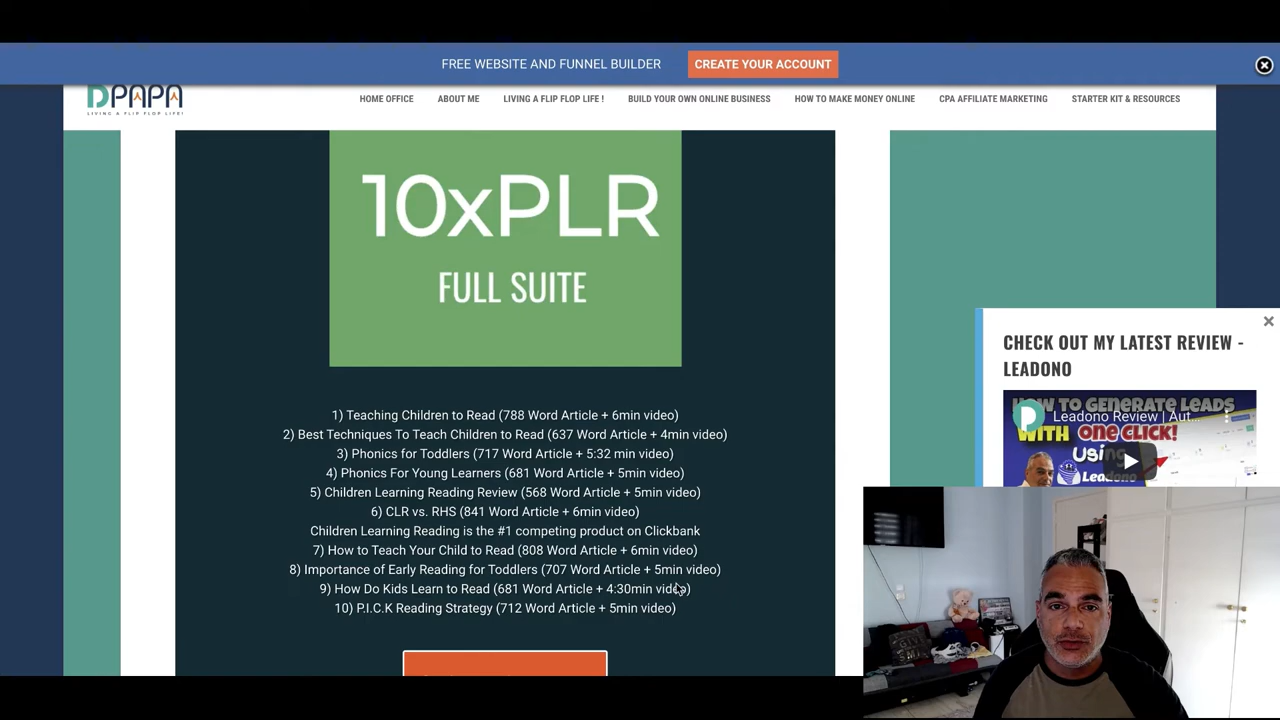 FREE WEBSITE AND FUNNEL BUILDER
CREATE YOUR ACCOUNT
DPAPA
LIVING A FLIP FLOP LIFE!
HOME OFFICE
ABOUT ME
LIVING A FLIP FLOP LIFE !
BUILD YOUR OWN ONLINE BUSINESS
HOW TO MAKE MONEY ONLINE
CPA AFFILIATE MARKETING
STARTER KIT & RESOURCES
10xPLR
FULL SUITE
1) Teaching Children to Read (788 Word Article + 6min video)
2) Best Techniques To Teach Children to Read (637 Word Article + 4min video)
3) Phonics for Toddlers (717 Word Article + 5:32 min video)
4) Phonics For Young Learners (681 Word Article + 5min video)
5) Children Learning Reading Review (568 Word Article + 5min video)
6) CLR vs. RHS (841 Word Article + 6min video)
Children Learning Reading is the #1 competing product on Clickbank
7) How to Teach Your Child to Read (808 Word Article + 6min video)
8) Importance of Early Reading for Toddlers (707 Word Article + 5min video)
9) How Do Kids Learn to Read (681 Word Article + 4:30min video)
10) P.I.C.K Reading Strategy (712 Word Article + 5min video)
CHECK OUT MY LATEST REVIEW -
LEADONO
HOW TO GENERATE LEADS
Leadono Review | Aut...
WITH ONE CLICK!
Using
Leadono